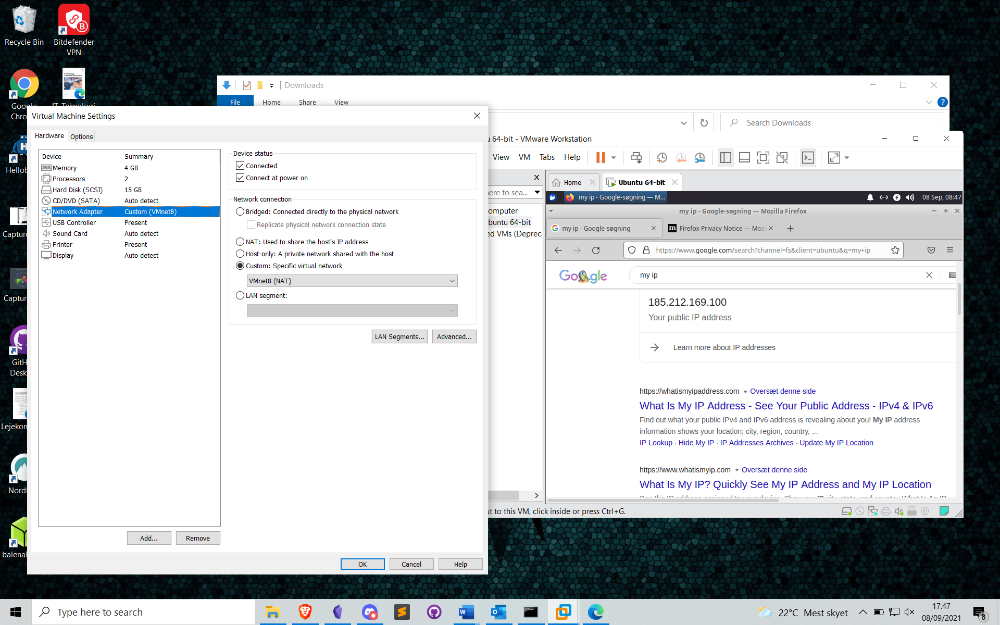 Recycle Bin
Bitdefender
VPN
Google
Chro
IT-Teknologi
Hellob
Capture
Capture
GitH
Desk
Lejekon
Nord
balena
Downloads
File
Home
Share
View
Search Downloads
Virtual Machine Settings
Hardware
Options
Device
Summary
Memory
4 GB
Processors
2
Hard Disk (SCSI)
15 GB
CD/DVD (SATA)
Auto detect
Network Adapter
Custom (VMnet8)
USB Controller
Present
Sound Card
Auto detect
Printer
Present
Display
Auto detect
Add...
Remove
Device status
Connected
Connect at power on
Network connection
Bridged: Connected directly to the physical network
Replicate physical network connection state
NAT: Used to share the host's IP address
Host-only: A private network shared with the host
Custom: Specific virtual network
VMnet8 (NAT)
LAN segment:
LAN Segments...
Advanced...
OK
Cancel
Help
u 64-bit - VMware Workstation
View
VM
Tabs
Help
ere to sea...
omputer
buntu 64-bit
ed VMs (Depreca
Home
Ubuntu 64-bit
my ip - Google-søgning — M...
08 Sep, 08:47
my ip - Google-søgning — Mozilla Firefox
my ip - Google-søgning
Firefox Privacy Notice — Mozi
https://www.google.com/search?channel=fs&client=ubuntu&q=my+ip
Google
my ip
185.212.169.100
Your public IP address
Learn more about IP addresses
https://whatismyipaddress.com
Oversæt denne side
What Is My IP Address - See Your Public Address - IPv4 & IPv6
Find out what your public IPv4 and IPv6 address is revealing about you! My IP address
information shows your location; city, region, country, ...
IP Lookup · Hide My IP · IP Addresses Archives · Update My IP Location
https://www.whatismyip.com
Oversæt denne side
What Is My IP? Quickly See My IP Address and My IP Location
ut to this VM, click inside or press Ctrl+G.
Type here to search
22°C Mest skyet
17.47
08/09/2021
8